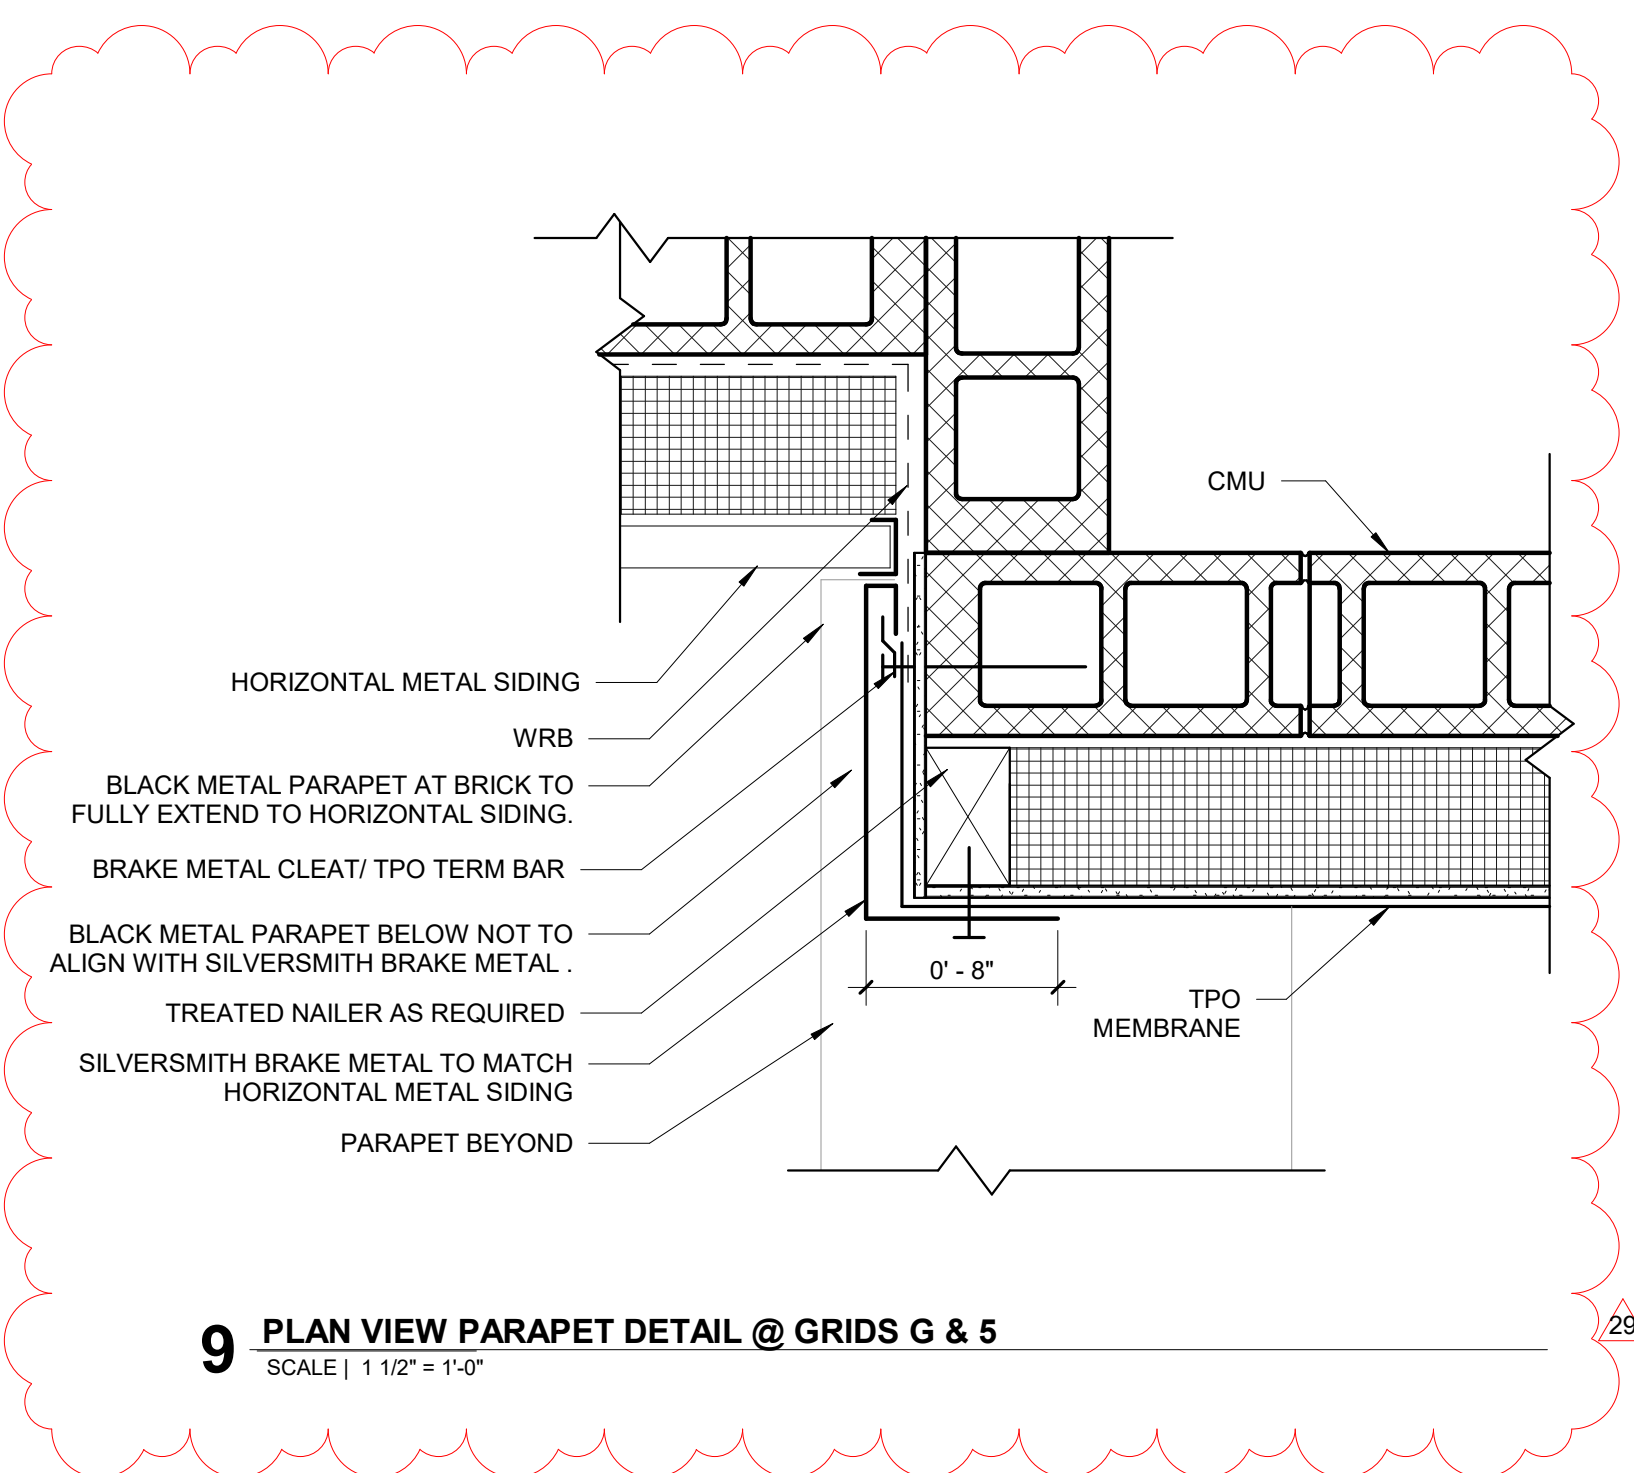 CMU
HORIZONTAL METAL SIDING
WRB
BLACK METAL PARAPET AT BRICK TO
FULLY EXTEND TO HORIZONTAL SIDING.
BRAKE METAL CLEAT/ TPO TERM BAR
BLACK METAL PARAPET BELOW NOT TO
ALIGN WITH SILVERSMITH BRAKE METAL .
TREATED NAILER AS REQUIRED
SILVERSMITH BRAKE METAL TO MATCH
HORIZONTAL METAL SIDING
PARAPET BEYOND
0' - 8"
TPO
MEMBRANE
9 PLAN VIEW PARAPET DETAIL @ GRIDS G & 5
SCALE | 1 1/2" = 1'-0"
29